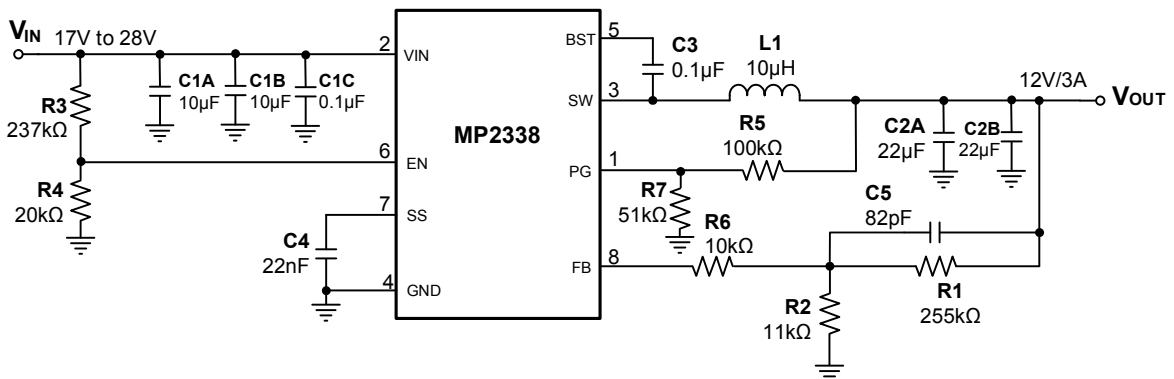 VIN 17V to 28V
R3
237kΩ
R4
20kΩ
C1A
10µF
C1B
10µF
C1C
0.1µF
C4
22nF
2 VIN
6 EN
7 SS
4 GND
MP2338
BST 5
SW 3
PG 1
FB 8
C3
0.1µF
L1
10µH
R5
100kΩ
R7
51kΩ
R6
10kΩ
C2A
22µF
C2B
22µF
12V/3A
VOUT
C5
82pF
R1
255kΩ
R2
11kΩ